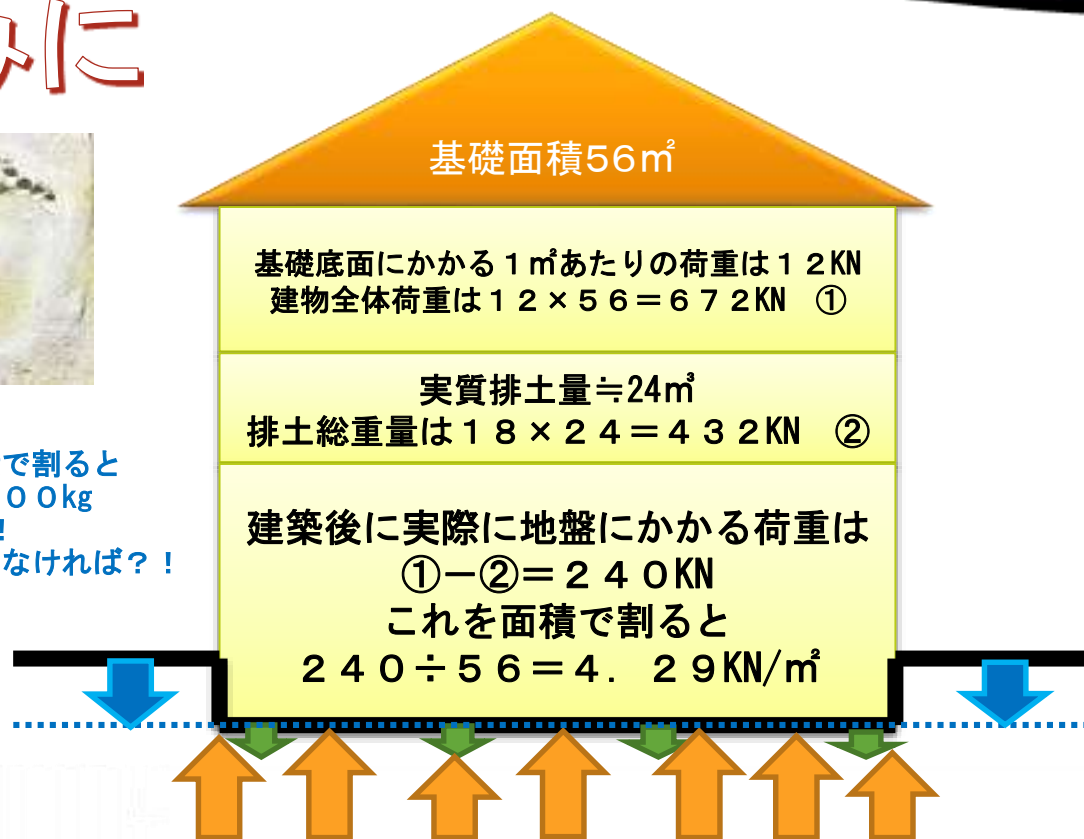 みに
基礎面積56㎡
基礎底面にかかる１㎡あたりの荷重は１２KN
建物全体荷重は１２×５６＝６７２KN　①
実質排土量≒24㎥
排土総重量は１８×２４＝４３２KN　②
で割ると
００kg
!
なければ？！
建築後に実際に地盤にかかる荷重は
①－②＝２４０KN
これを面積で割ると
２４０÷５６＝４．２９KN/㎡